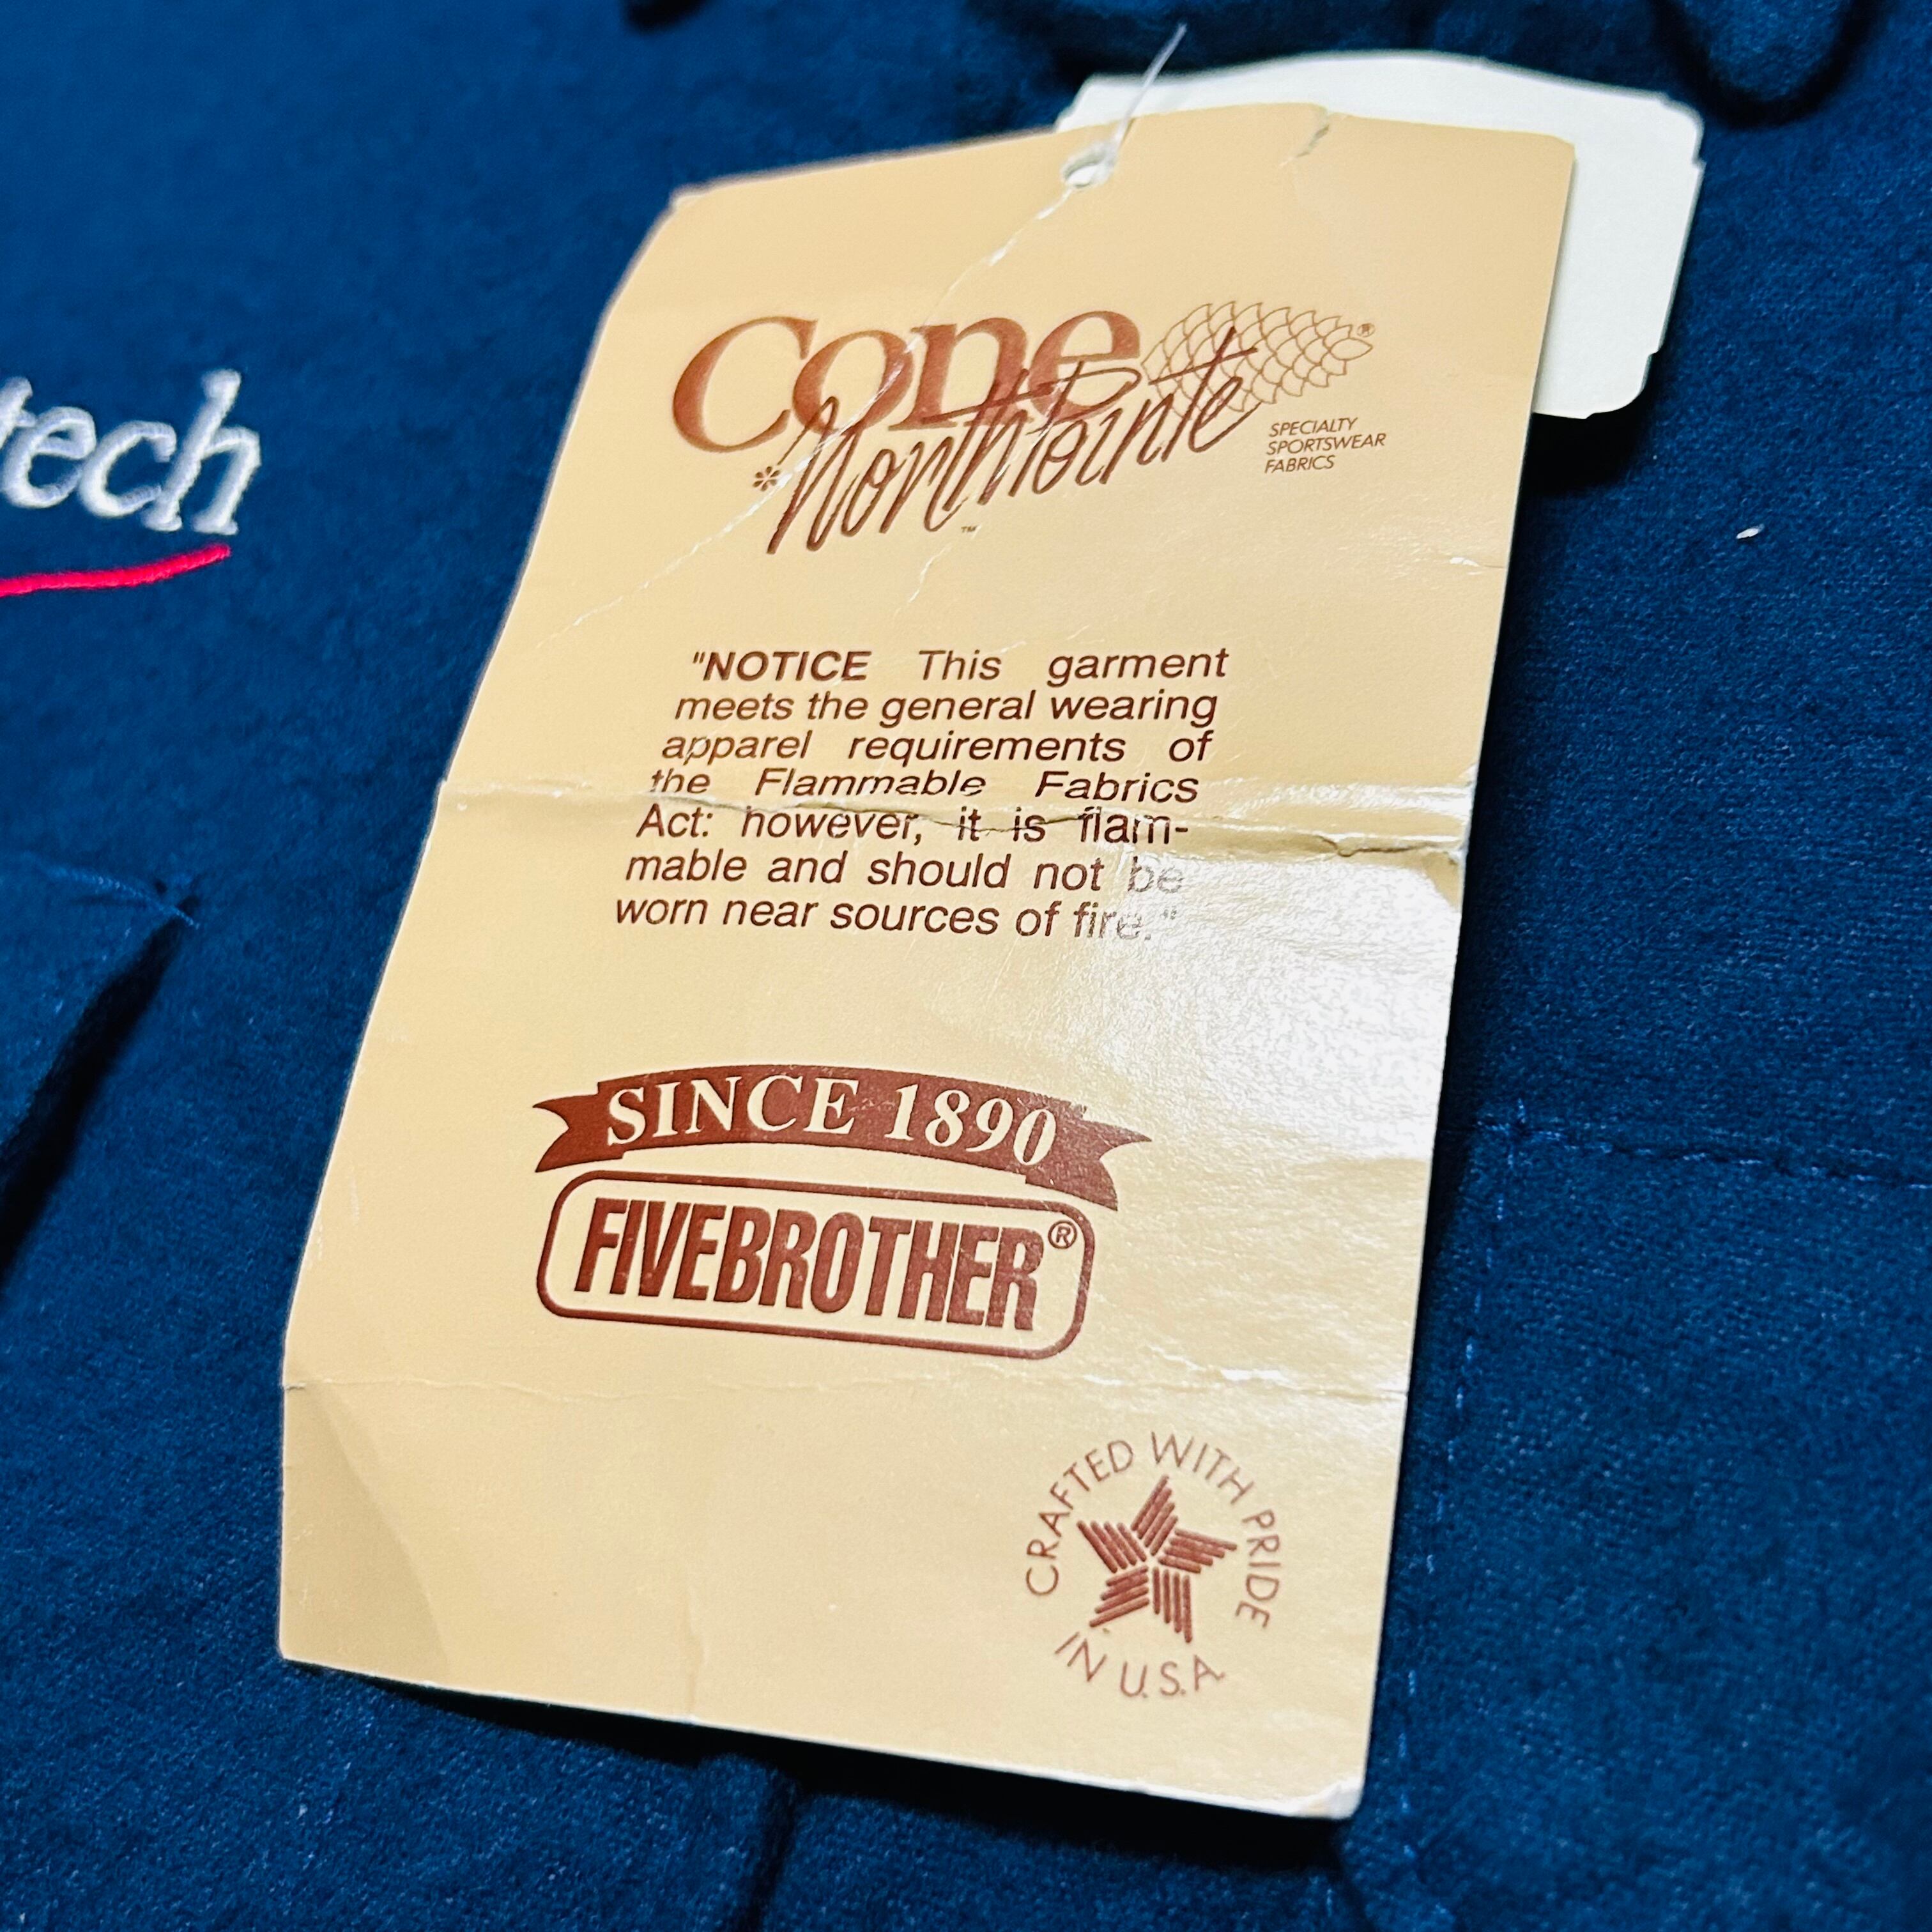 tech
Cone ®
*NorthPointe ™
SPECIALTY
SPORTSWEAR
FABRICS
"NOTICE This garment
meets the general wearing
apparel requirements of
the Flammable Fabrics
Act: however, it is flam-
mable and should not be
worn near sources of fire."
SINCE 1890
FIVEBROTHER®
CRAFTED WITH PRIDE
IN U.S.A.